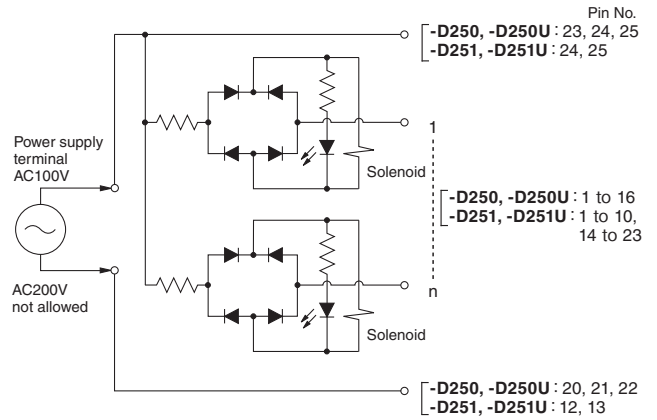 Pin No.
-D250, -D250U : 23, 24, 25
-D251, -D251U : 24, 25
1
Power supply
terminal
AC100V
Solenoid
-D250, -D250U : 1 to 16
-D251, -D251U : 1 to 10,
14 to 23
AC200V
not allowed
n
Solenoid
-D250, -D250U : 20, 21, 22
-D251, -D251U : 12, 13